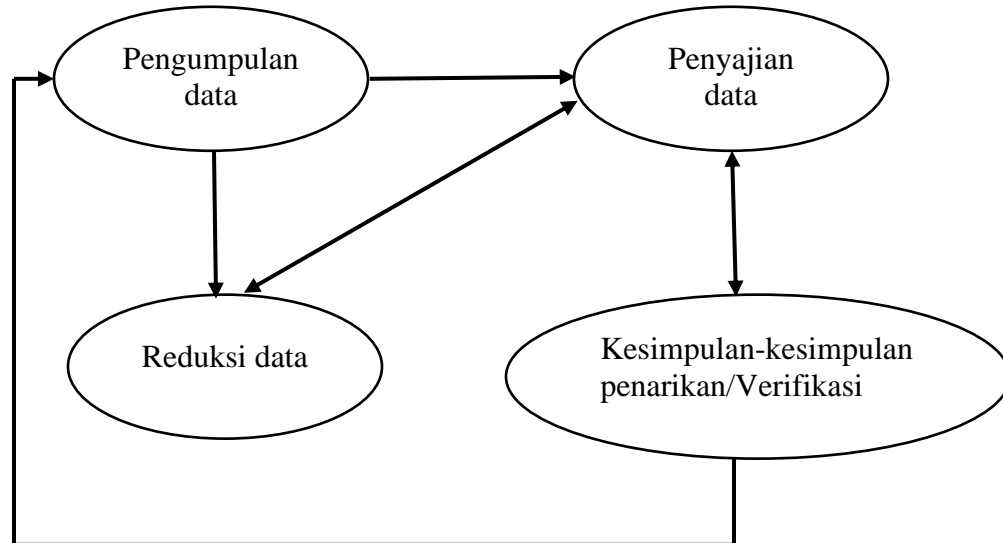 Pengumpulan
data
Penyajian
data
Reduksi data
Kesimpulan-kesimpulan
penarikan/Verifikasi